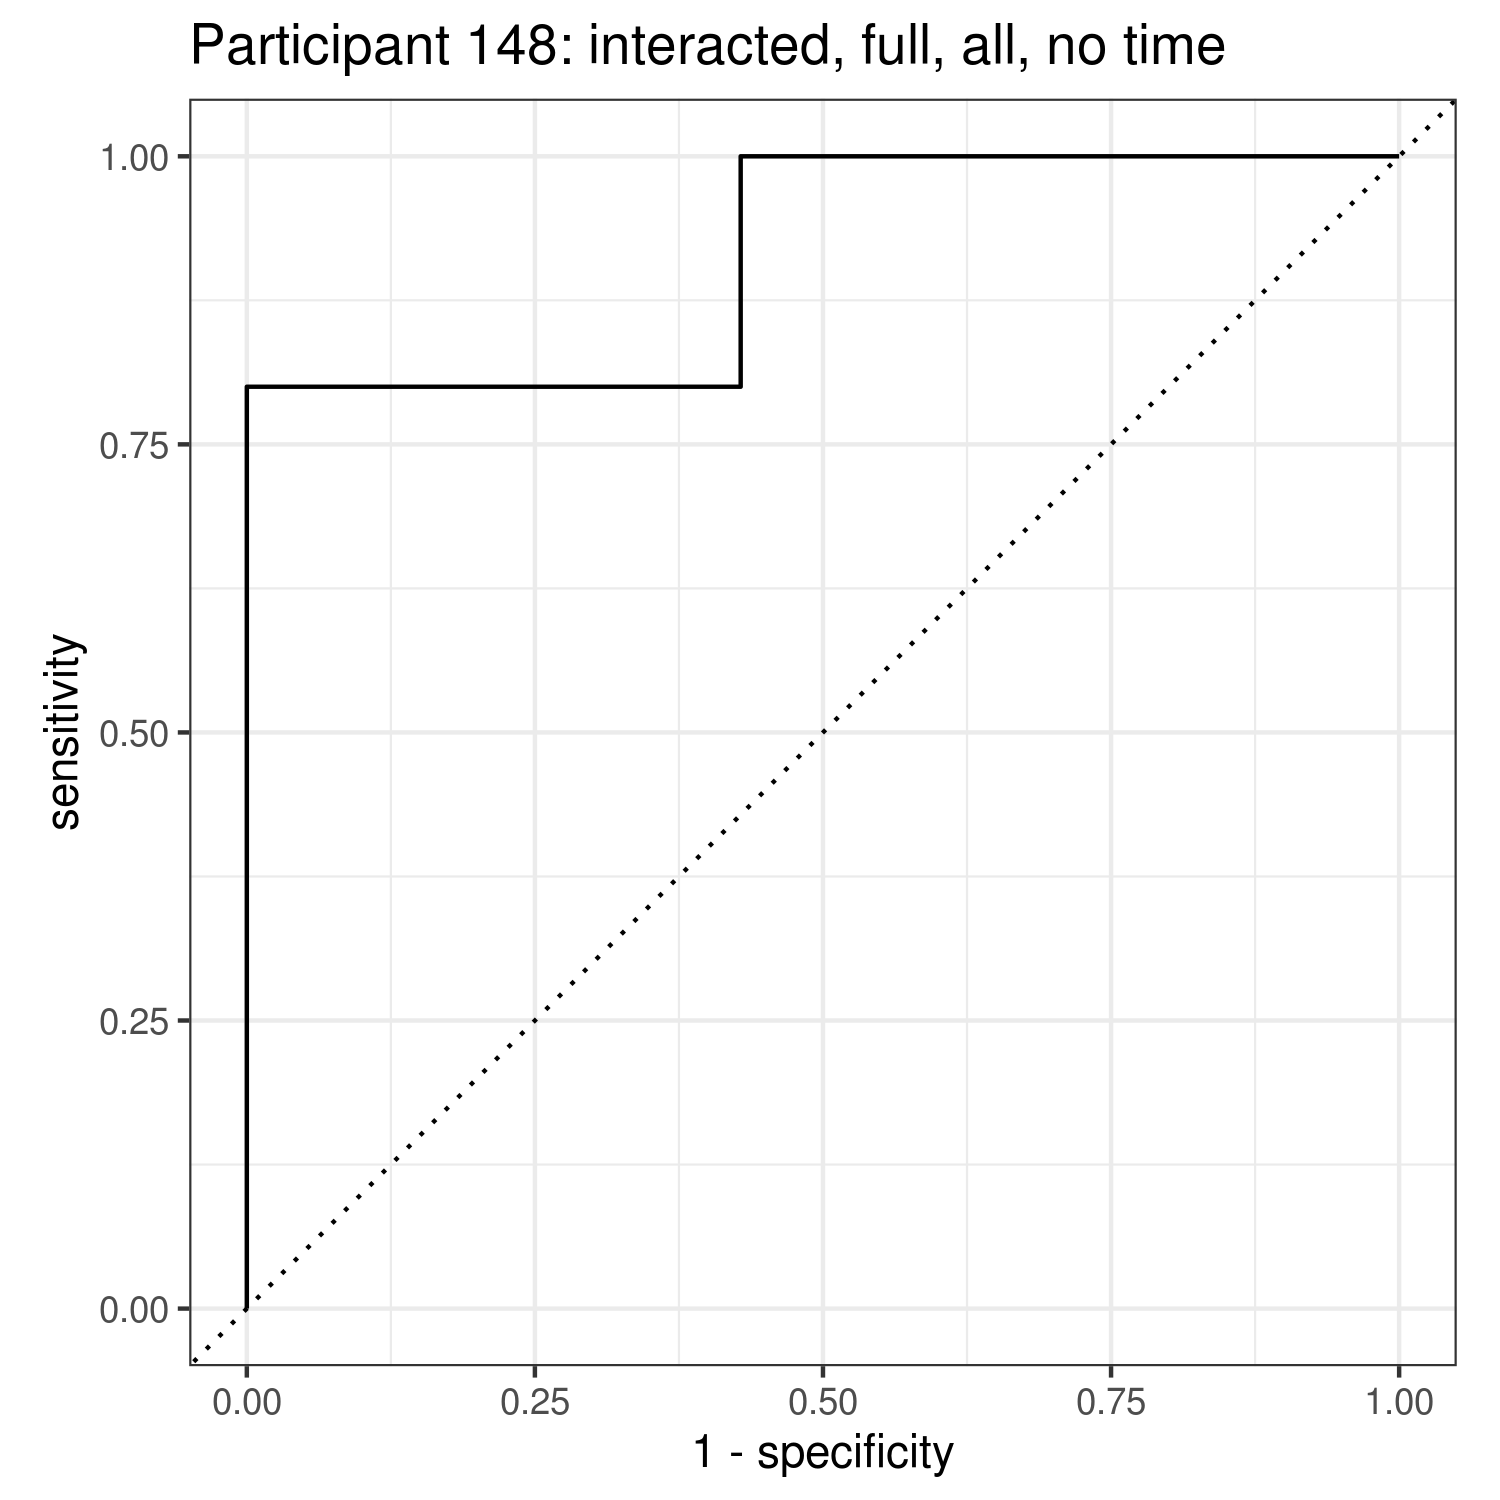 Participant 148: interacted, full, all, no time
1.00
0.75
0.50
0.25
0.00
sensitivity
0.00 0.25 0.50 0.75 1.00
1 - specificity